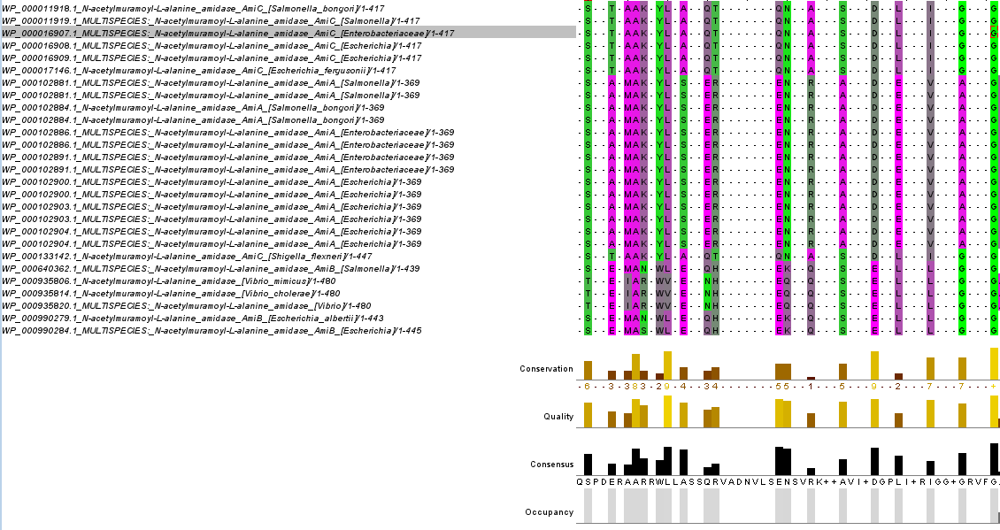 WP_000011918.1_N-acetylmuramoyl-L-alanine_amidase_AmiC_[Salmonella_bongori]/1-417 -S--T-AAK-YL-A--QT-------QN--A---S---D--L---I---G---G
WP_000011919.1_MULTISPECIES:_N-acetylmuramoyl-L-alanine_amidase_AmiC_[Salmonella]/1-417 -S--T-AAK-YL-A--QT-------QN--A---S---D--L---I---G---G
WP_000016907.1_MULTISPECIES:_N-acetylmuramoyl-L-alanine_amidase_AmiC_[Enterobacteriaceae]/1-417 -S--T-AAK-YL-A--QT-------QN--A---S---D--L---I---G---G
WP_000016908.1_MULTISPECIES:_N-acetylmuramoyl-L-alanine_amidase_AmiC_[Escherichia]/1-417 -S--T-AAK-YL-A--QT-------QN--A---S---D--L---I---G---G
WP_000016909.1_MULTISPECIES:_N-acetylmuramoyl-L-alanine_amidase_AmiC_[Escherichia]/1-417 -S--T-AAK-YL-A--QT-------QN--A---S---D--L---I---G---G
WP_000017146.1_N-acetylmuramoyl-L-alanine_amidase_AmiC_[Escherichia_fergusonii]/1-417 -S--T-AAK-YL-A--QT-------QN--A---S---D--L---I---G---G
WP_000102881.1_MULTISPECIES:_N-acetylmuramoyl-L-alanine_amidase_AmiA_[Salmonella]/1-369 -S--A-MAK-YL-S--ER-------EN--R---A---D--E---V---A---G
WP_000102881.1_MULTISPECIES:_N-acetylmuramoyl-L-alanine_amidase_AmiA_[Salmonella]/1-369 -S--A-MAK-YL-S--ER-------EN--R---A---D--E---V---A---G
WP_000102884.1_N-acetylmuramoyl-L-alanine_amidase_AmiA_[Salmonella_bongori]/1-369 -S--A-MAK-YL-S--ER-------EN--R---A---D--E---V---A---G
WP_000102884.1_N-acetylmuramoyl-L-alanine_amidase_AmiA_[Salmonella_bongori]/1-369 -S--A-MAK-YL-S--ER-------EN--R---A---D--E---V---A---G
WP_000102886.1_MULTISPECIES:_N-acetylmuramoyl-L-alanine_amidase_AmiA_[Enterobacteriaceae]/1-369 -S--A-MAK-YL-S--ER-------EN--R---A---D--E---V---A---G
WP_000102886.1_MULTISPECIES:_N-acetylmuramoyl-L-alanine_amidase_AmiA_[Enterobacteriaceae]/1-369 -S--A-MAK-YL-S--ER-------EN--R---A---D--E---V---A---G
WP_000102891.1_MULTISPECIES:_N-acetylmuramoyl-L-alanine_amidase_AmiA_[Enterobacteriaceae]/1-369 -S--A-MAK-YL-S--ER-------EN--R---A---D--E---V---A---G
WP_000102891.1_MULTISPECIES:_N-acetylmuramoyl-L-alanine_amidase_AmiA_[Enterobacteriaceae]/1-369 -S--A-MAK-YL-S--ER-------EN--R---A---D--E---V---A---G
WP_000102900.1_MULTISPECIES:_N-acetylmuramoyl-L-alanine_amidase_AmiA_[Escherichia]/1-369 -S--A-MAK-YL-S--ER-------EN--R---A---D--E---V---A---G
WP_000102900.1_MULTISPECIES:_N-acetylmuramoyl-L-alanine_amidase_AmiA_[Escherichia]/1-369 -S--A-MAK-YL-S--ER-------EN--R---A---D--E---V---A---G
WP_000102903.1_MULTISPECIES:_N-acetylmuramoyl-L-alanine_amidase_AmiA_[Escherichia]/1-369 -S--A-MAK-YL-S--ER-------EN--R---A---D--E---V---A---G
WP_000102903.1_MULTISPECIES:_N-acetylmuramoyl-L-alanine_amidase_AmiA_[Escherichia]/1-369 -S--A-MAK-YL-S--ER-------EN--R---A---D--E---V---A---G
WP_000102904.1_MULTISPECIES:_N-acetylmuramoyl-L-alanine_amidase_AmiA_[Escherichia]/1-369 -S--A-MAK-YL-S--ER-------EN--R---A---D--E---V---A---G
WP_000102904.1_MULTISPECIES:_N-acetylmuramoyl-L-alanine_amidase_AmiA_[Escherichia]/1-369 -S--A-MAK-YL-S--ER-------EN--R---A---D--E---V---A---G
WP_000133142.1_N-acetylmuramoyl-L-alanine_amidase_AmiC_[Shigella_flexneri]/1-447 -S--T-AAK-YL-A--QT-------QN--A---S---D--L---I---G---G
WP_000640362.1_MULTISPECIES:_N-acetylmuramoyl-L-alanine_amidase_AmiB_[Salmonella]/1-439 -S--E-MAN-WL-E--QH-------EK--Q---S---E--L---L---G---G
WP_000935806.1_N-acetylmuramoyl-L-alanine_amidase_[Vibrio_mimicus]/1-480 -T--E-IAR-WV-E--NH-------EQ--Q---S---E--L---L---G---G
WP_000935814.1_N-acetylmuramoyl-L-alanine_amidase_[Vibrio_cholerae]/1-480 -T--E-IAR-WV-E--NH-------EQ--Q---S---E--L---L---G---G
WP_000935820.1_MULTISPECIES:_N-acetylmuramoyl-L-alanine_amidase_[Vibrio]/1-480 -T--E-IAR-WV-E--NH-------EQ--Q---S---E--L---L---G---G
WP_000990279.1_N-acetylmuramoyl-L-alanine_amidase_AmiB_[Escherichia_albertii]/1-443 -S--E-MAN-WL-E--QH-------EK--Q---S---E--L---L---G---G
WP_000990284.1_MULTISPECIES:_N-acetylmuramoyl-L-alanine_amidase_AmiB_[Escherichia]/1-445 -S--E-MAS-WL-E--QH-------EK--Q---S---E--L---L---G---G
Conservation
-6--3-383-29-4--34-------55--1---5---9--2---7---7---+
Quality
Consensus
QSPDERAARRWLLASSQRVADNVLSENSVRK++AVI+DGPLI+RIGG+GRVFG.
Occupancy